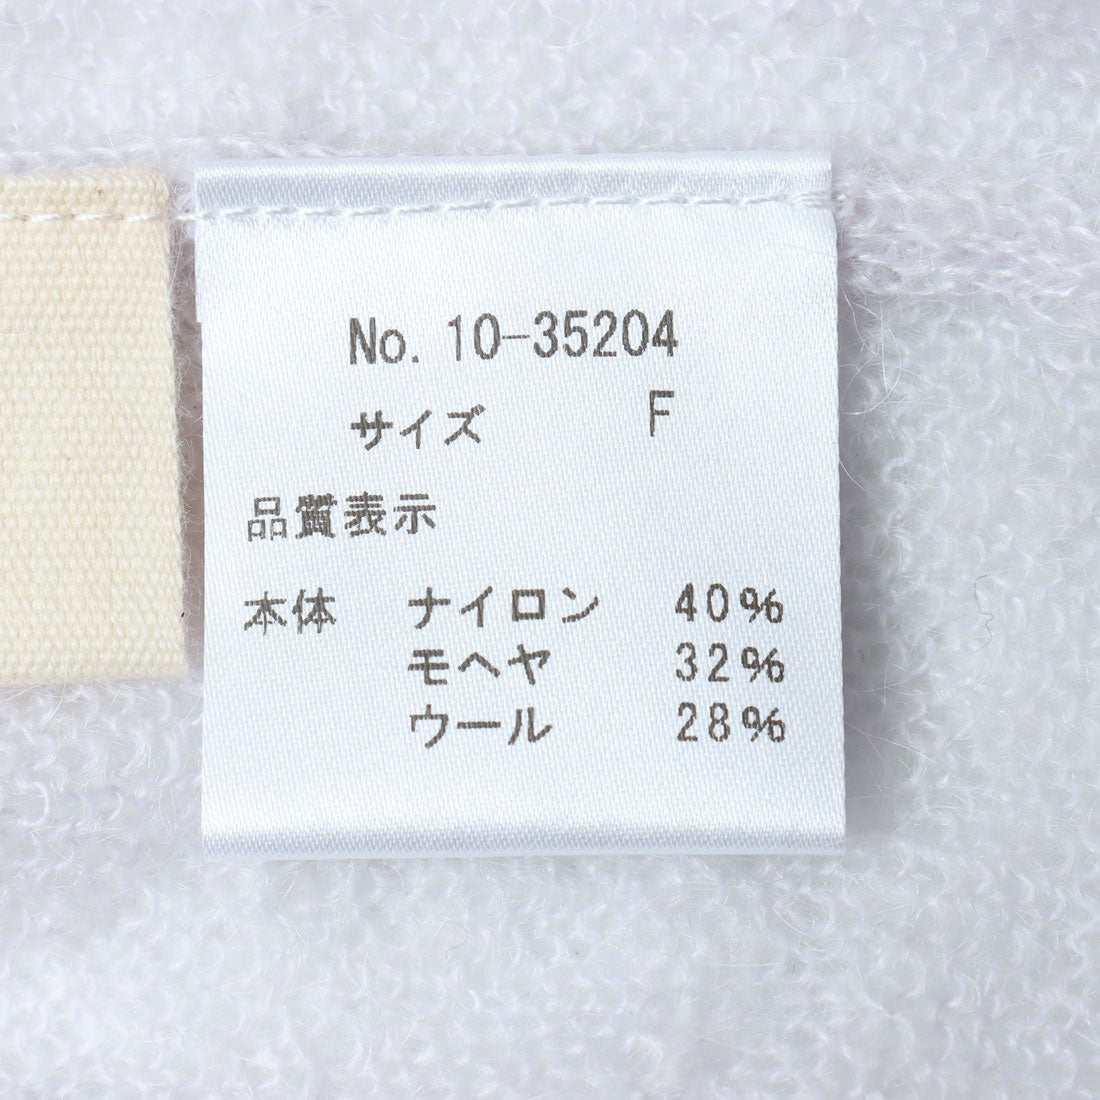 No. 10-35204
サイズ F
品質表示
本体 ナイロン 40%
モヘヤ 32%
ウール 28%